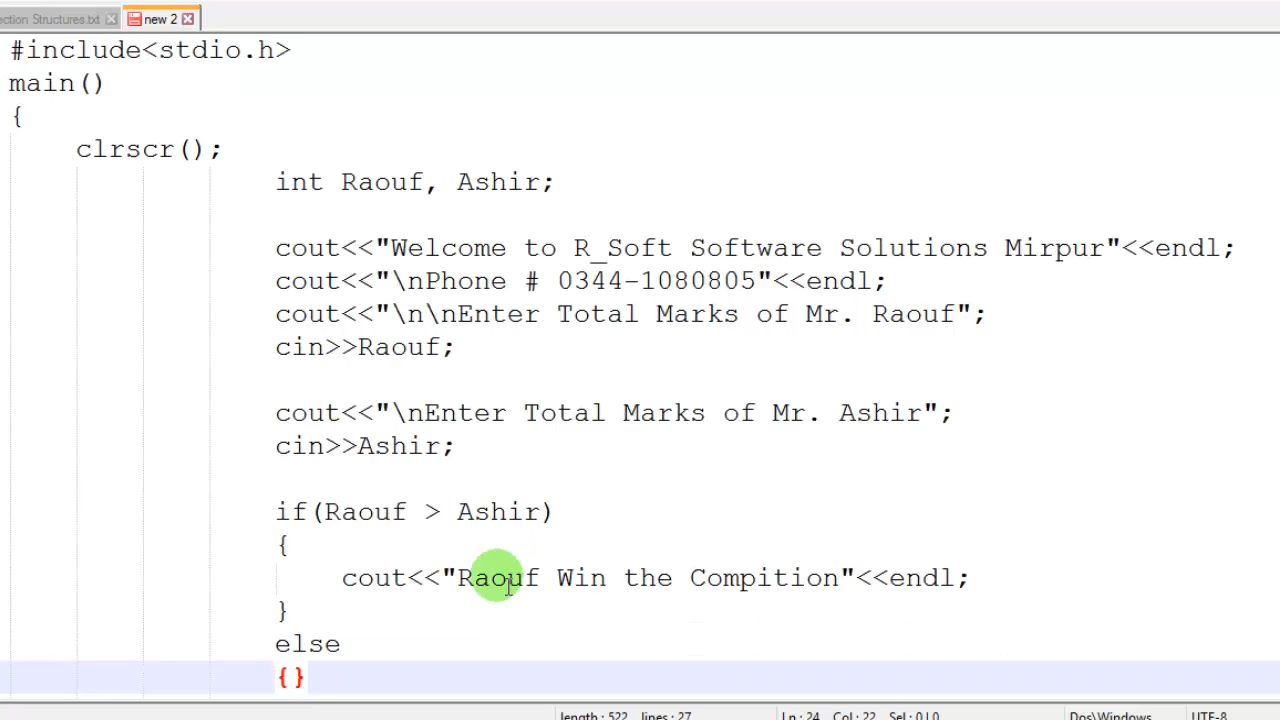 ection Structures.txt new 2
#include<stdio.h>
main()
{
clrscr();
int Raouf, Ashir;
cout<<"Welcome to R_Soft Software Solutions Mirpur"<<endl;
cout<<"\nPhone # 0344-1080805"<<endl;
cout<<"\n\nEnter Total Marks of Mr. Raouf";
cin>>Raouf;
cout<<"\nEnter Total Marks of Mr. Ashir";
cin>>Ashir;
if(Raouf > Ashir)
{
cout<<"Raouf Win the Compition"<<endl;
}
else
{}
length : 522 lines : 27 Ln : 24 Col : 22 Sel : 0 | 0 Dos\Windows UTF-8